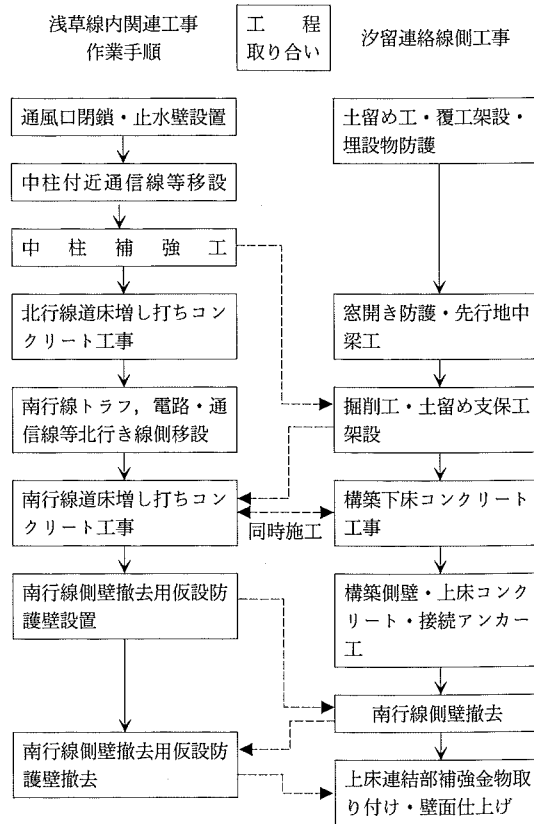 浅草線内関連工事
作業手順
工程
取り合い
汐留連絡線側工事
通風口閉鎖・止水壁設置
中柱付近通信線等移設
中柱補強工
北行線道床増し打ちコン
クリート工事
南行線トラフ，電路・通
信線等北行き線側移設
南行線道床増し打ちコン
クリート工事
同時施工
南行線側壁撤去用仮設防
護壁設置
南行線側壁撤去用仮設防
護壁撤去
土留め工・覆工架設・
埋設物防護
窓開き防護・先行地中
梁工
掘削工・土留め支保工
架設
構築下床コンクリート
工事
構築側壁・上床コンク
リート・接続アンカー
工
南行線側壁撤去
上床連結部補強金物取
り付け・壁面仕上げ